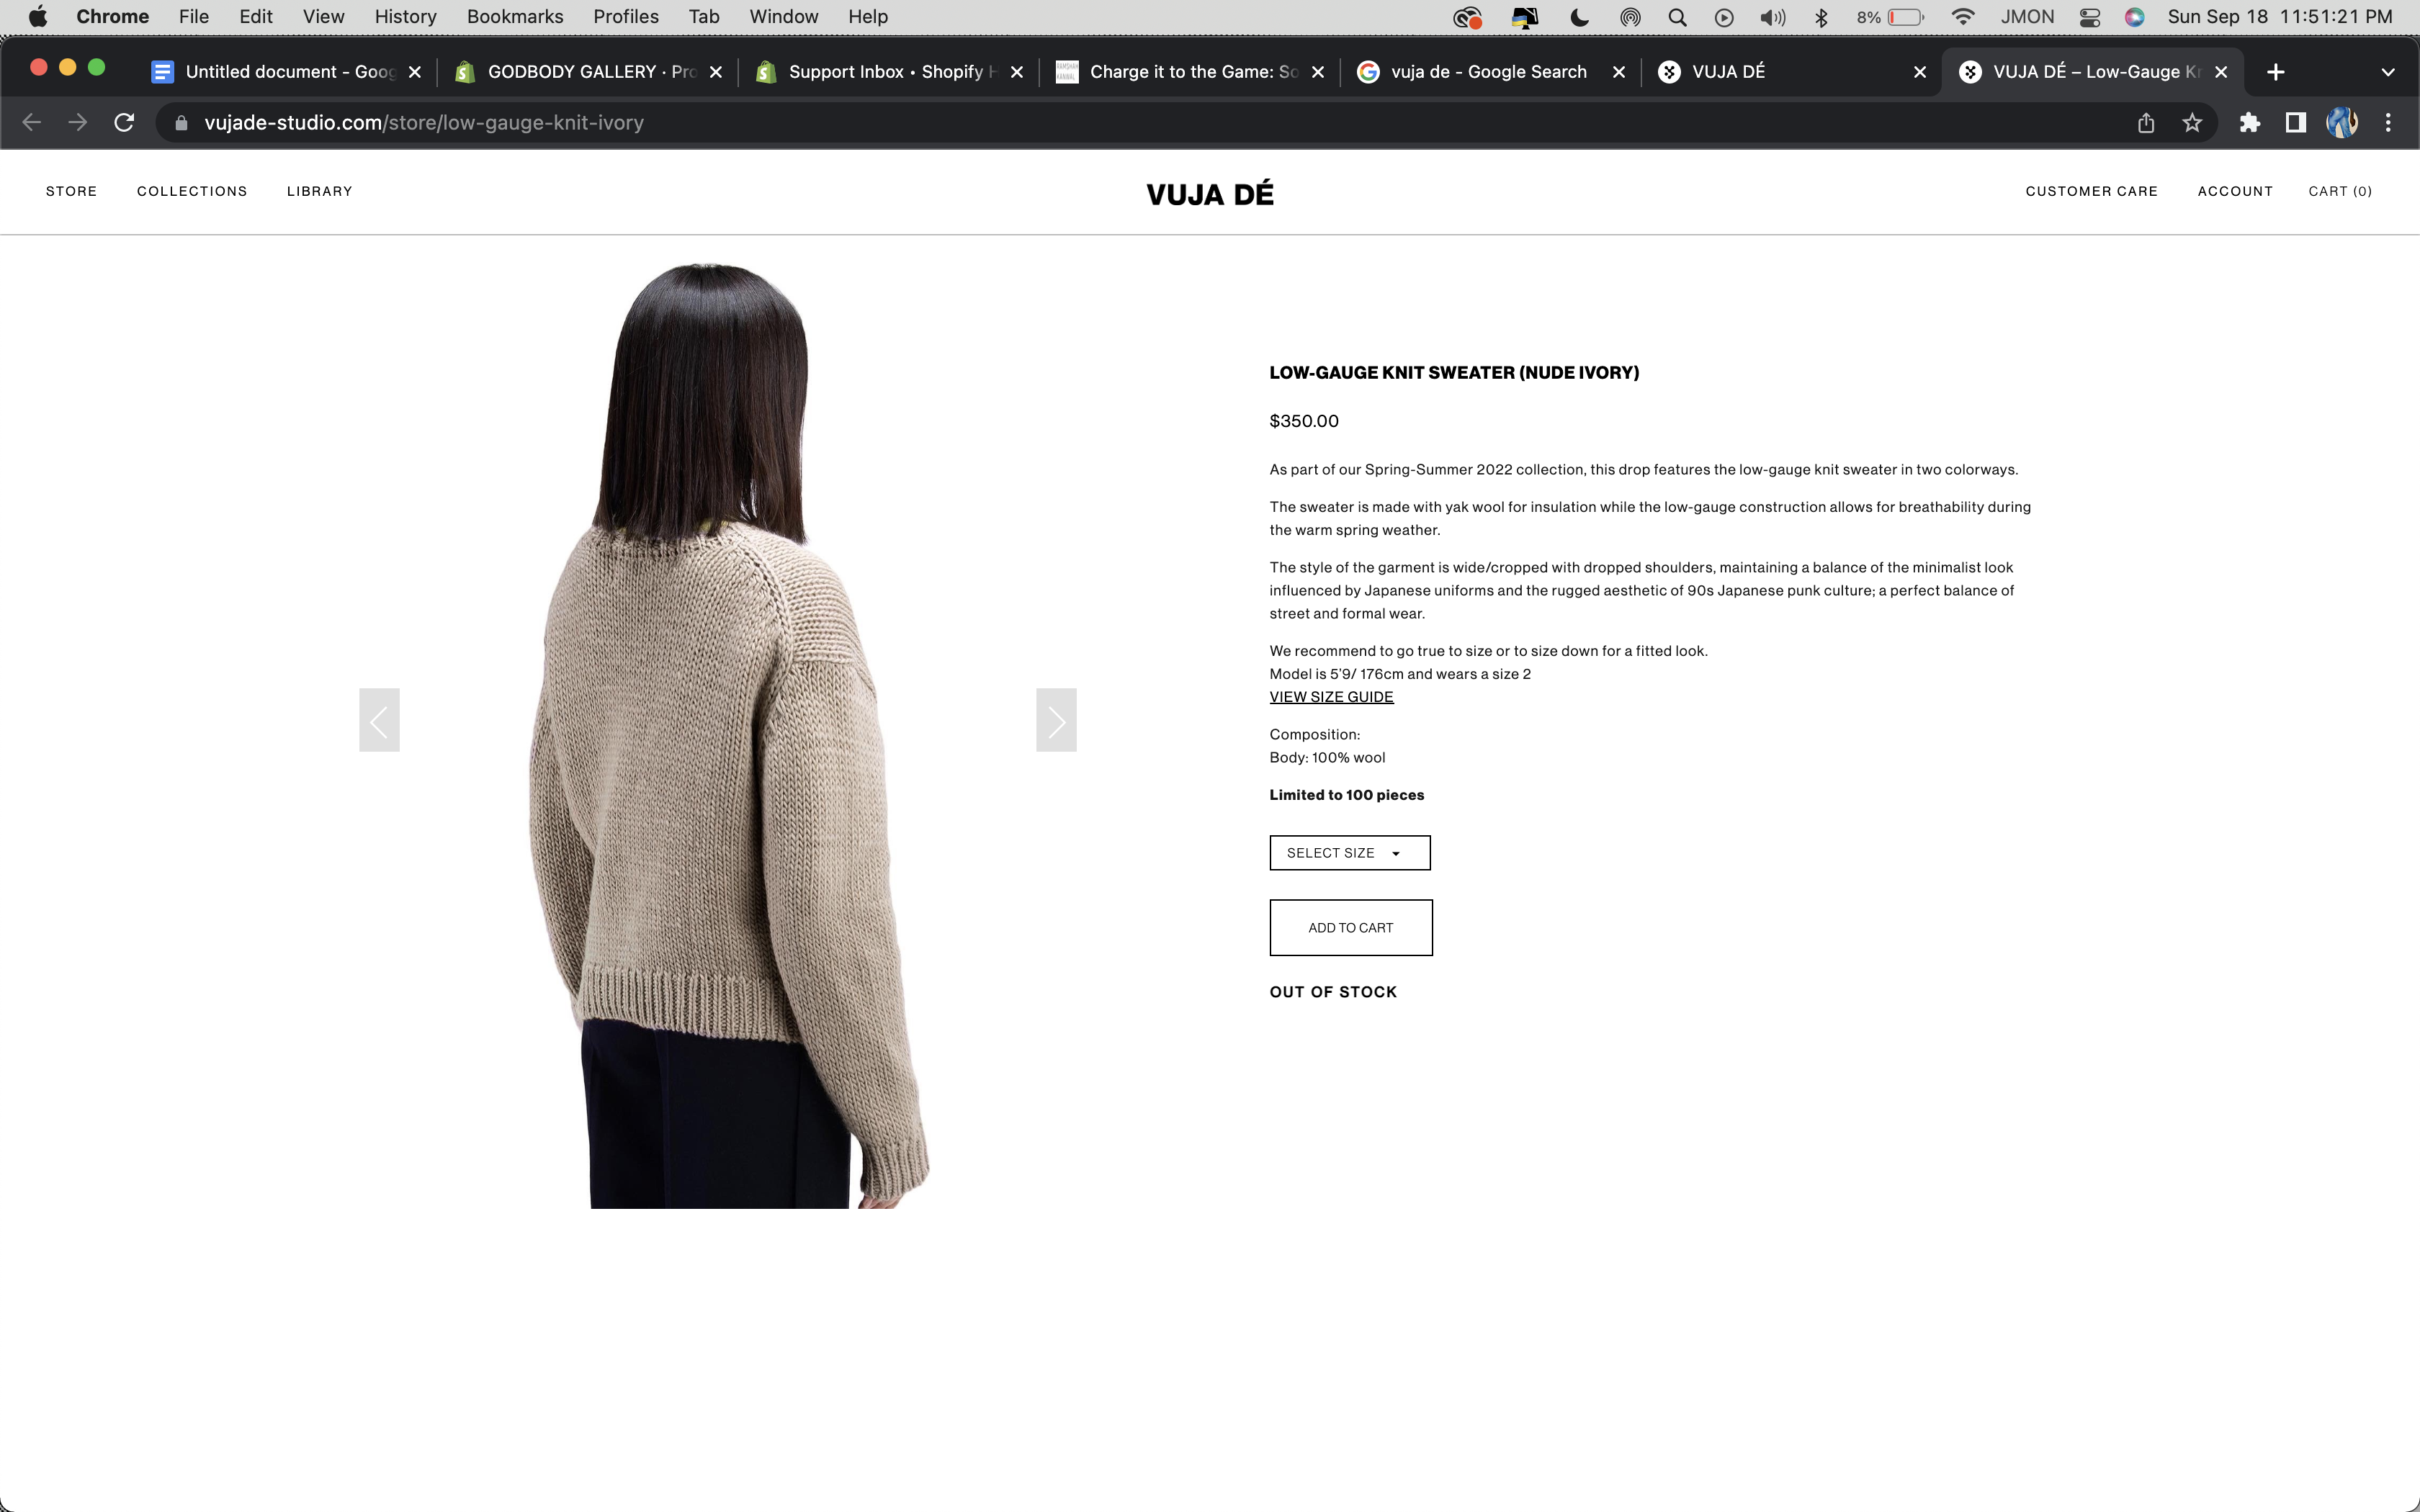 Chrome File Edit View History Bookmarks Profiles Tab Window Help 8% JMON Sun Sep 18 11:51:21 PM
Untitled document - Goog GODBODY GALLERY · Pro Support Inbox • Shopify H Charge it to the Game: So vuja de - Google Search VUJA DÉ VUJA DÉ – Low-Gauge Kn
vujade-studio.com/store/low-gauge-knit-ivory
STORE COLLECTIONS LIBRARY VUJA DÉ CUSTOMER CARE ACCOUNT CART (0)
LOW-GAUGE KNIT SWEATER (NUDE IVORY)
$350.00
As part of our Spring-Summer 2022 collection, this drop features the low-gauge knit sweater in two colorways.
The sweater is made with yak wool for insulation while the low-gauge construction allows for breathability during
the warm spring weather.
The style of the garment is wide/cropped with dropped shoulders, maintaining a balance of the minimalist look
influenced by Japanese uniforms and the rugged aesthetic of 90s Japanese punk culture; a perfect balance of
street and formal wear.
We recommend to go true to size or to size down for a fitted look.
Model is 5’9/ 176cm and wears a size 2
VIEW SIZE GUIDE
Composition:
Body: 100% wool
Limited to 100 pieces
SELECT SIZE
ADD TO CART
OUT OF STOCK